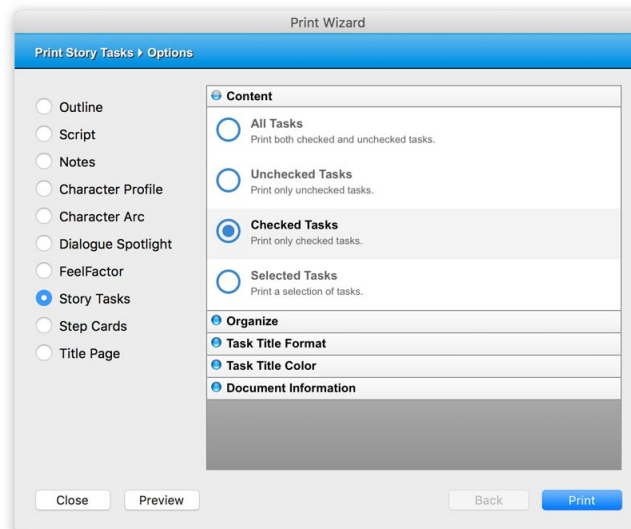 Print Wizard
Print Story Tasks ▸ Options
Outline
Script
Notes
Character Profile
Character Arc
Dialogue Spotlight
FeelFactor
Story Tasks
Step Cards
Title Page
Content
All Tasks
Print both checked and unchecked tasks.
Unchecked Tasks
Print only unchecked tasks.
Checked Tasks
Print only checked tasks.
Selected Tasks
Print a selection of tasks.
Organize
Task Title Format
Task Title Color
Document Information
Close
Preview
Back
Print